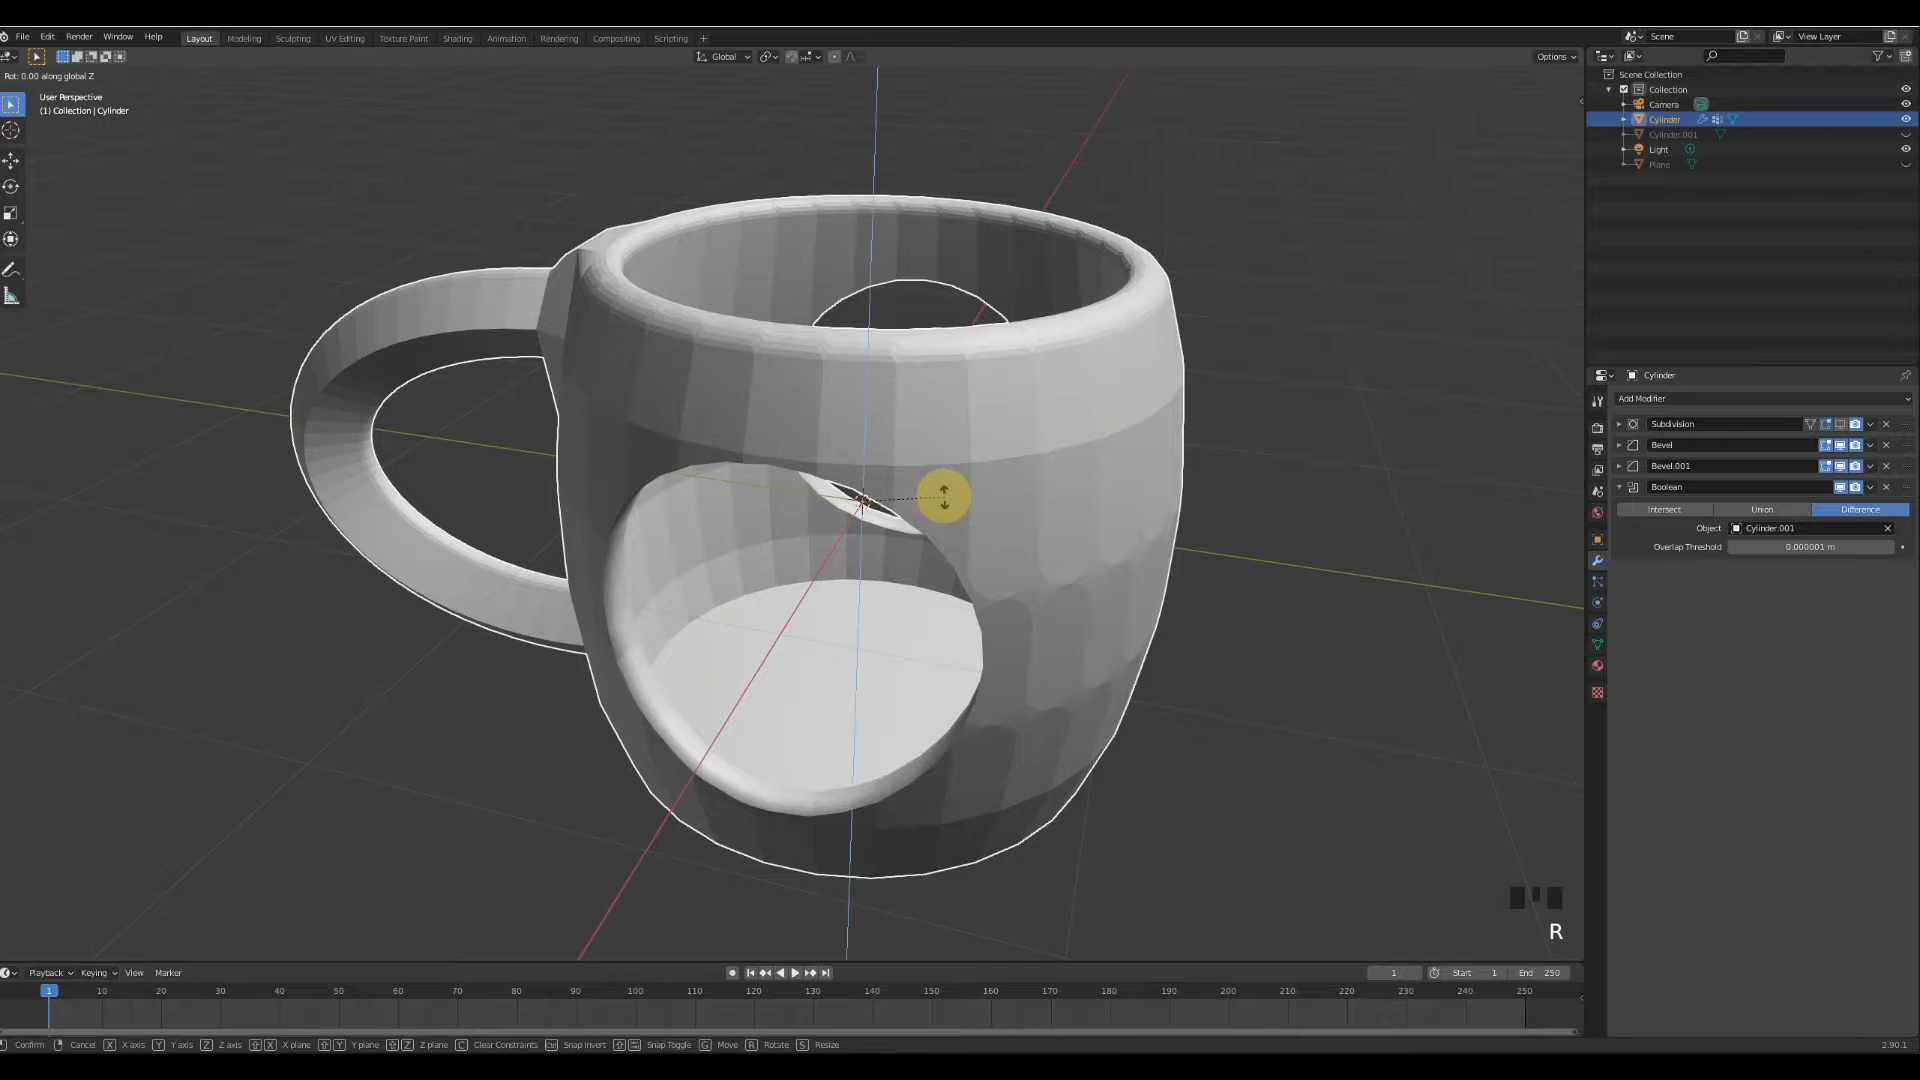 File Edit Render Window Help Layout Modeling Sculpting UV Editing Texture Paint Shading Animation Rendering Compositing Scripting + Scene View Layer
Global Options
Rot: 0.00 along global Z
User Perspective
(1) Collection | Cylinder
Scene Collection
Collection
Camera
Cylinder
Cylinder.001
Light
Plane
Cylinder
Add Modifier
Subdivision
Bevel
Bevel.001
Boolean
Intersect Union Difference
Object Cylinder.001
Overlap Threshold 0.000001 m
R
Playback Keying View Marker 1 Start 1 End 250
1 10 20 30 40 50 60 70 80 90 100 110 120 130 140 150 160 170 180 190 200 210 220 230 240 250
Confirm Cancel X X axis Y Y axis Z Z axis X X plane Y Y plane Z Z plane C Clear Constraints Ctrl Snap Invert Snap Toggle G Move R Rotate S Resize 2.90.1